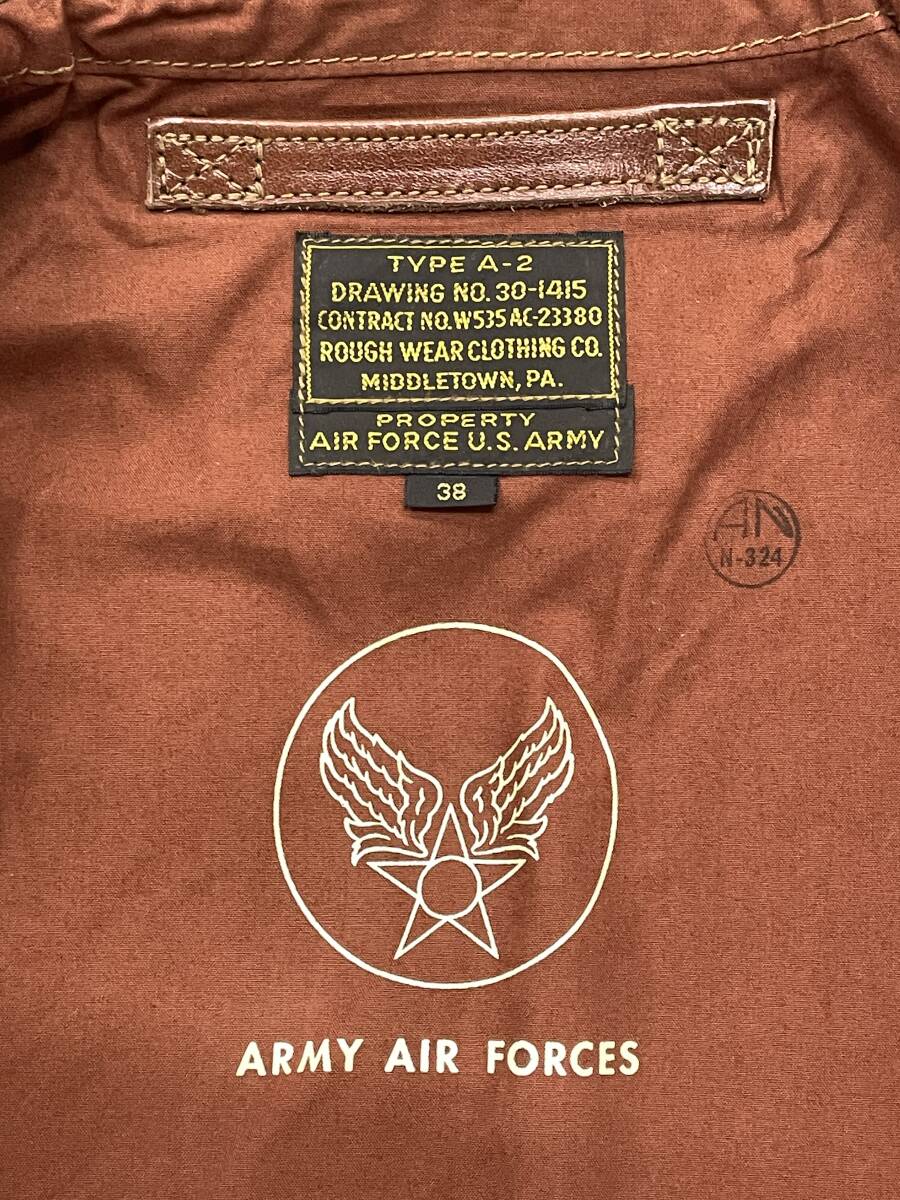 TYPE A-2
DRAWING NO. 30-1415
CONTRACT NO. W535 AC-23380
ROUGH WEAR CLOTHING CO.
MIDDLETOWN, PA.
PROPERTY
AIR FORCE U.S. ARMY
38
AN
N-324
ARMY AIR FORCES